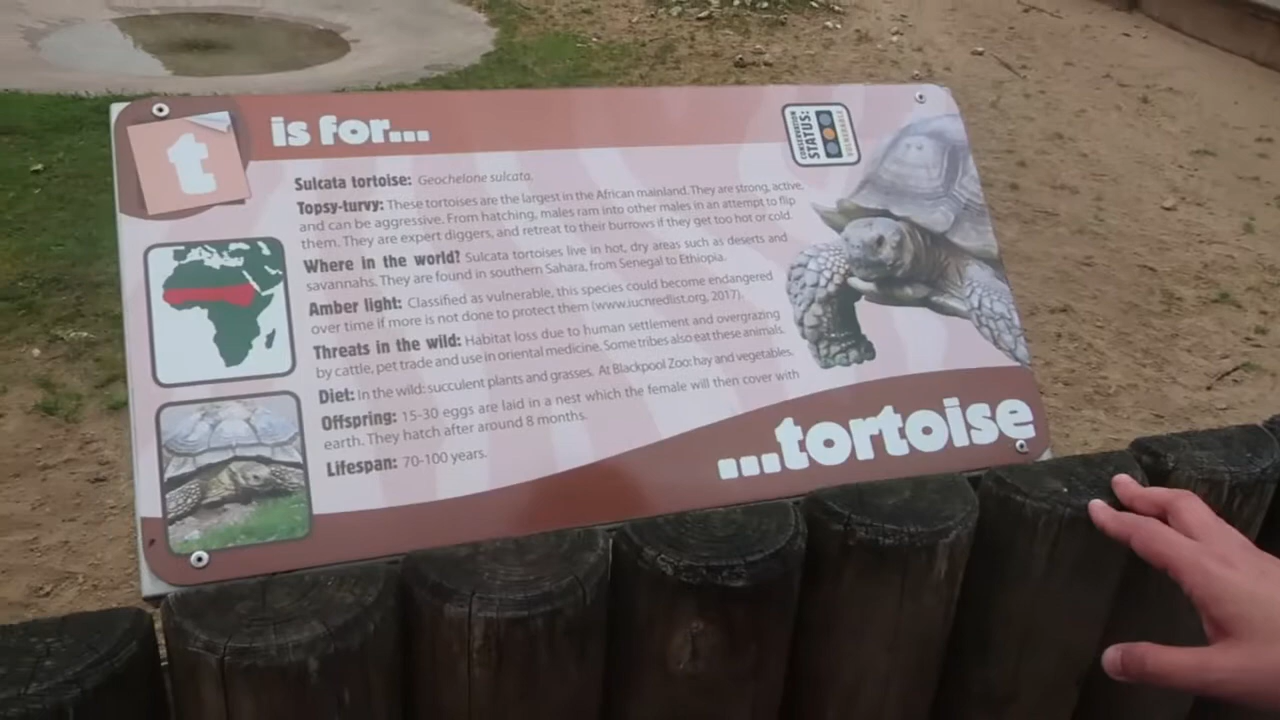 t
is for...
CONSERVATION
STATUS:
VULNERABLE
Sulcata tortoise: Geochelone sulcata.
Topsy-turvy: These tortoises are the largest in the African mainland. They are strong, active,
and can be aggressive. From hatching, males ram into other males in an attempt to flip
them. They are expert diggers, and retreat to their burrows if they get too hot or cold.
Where in the world? Sulcata tortoises live in hot, dry areas such as deserts and
savannahs. They are found in southern Sahara, from Senegal to Ethiopia.
Amber light: Classified as vulnerable, this species could become endangered
over time if more is not done to protect them (www.iucnredlist.org, 2017).
Threats in the wild: Habitat loss due to human settlement and overgrazing
by cattle, pet trade and use in oriental medicine. Some tribes also eat these animals.
Diet: In the wild: succulent plants and grasses. At Blackpool Zoo: hay and vegetables.
Offspring: 15-30 eggs are laid in a nest which the female will then cover with
earth. They hatch after around 8 months.
Lifespan: 70-100 years.
...tortoise